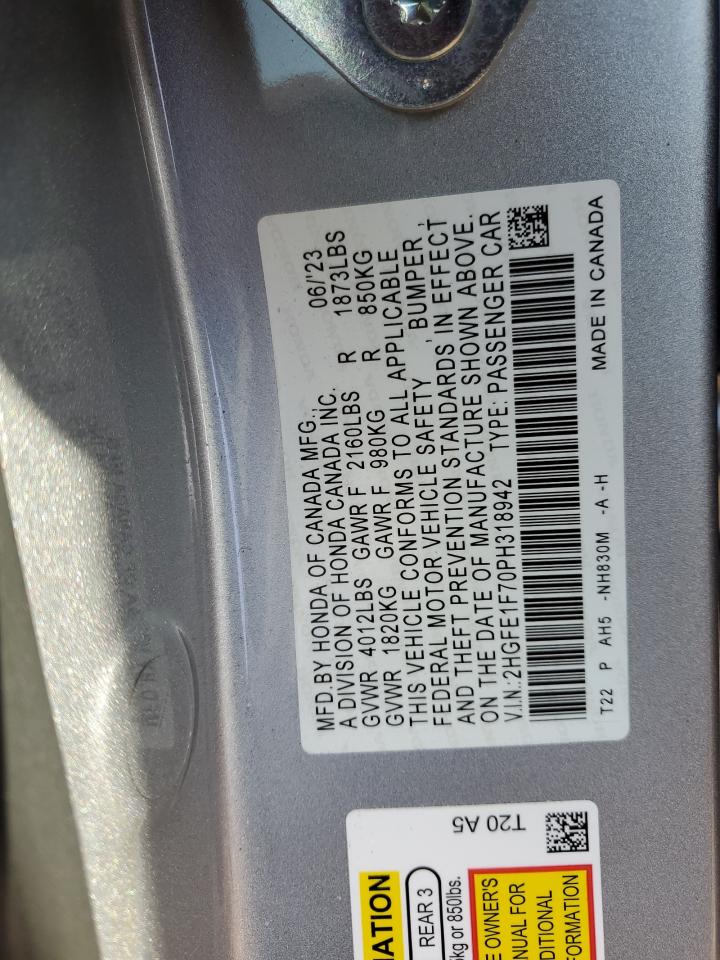 MFD.BY HONDA OF CANADA MFG., 06/'23
A DIVISION OF HONDA CANADA INC.
GVWR 4012LBS GAWR F 2160LBS R 1873LBS
GVWR 1820KG GAWR F 980KG R 850KG
THIS VEHICLE CONFORMS TO ALL APPLICABLE
FEDERAL MOTOR VEHICLE SAFETY , BUMPER ,
AND THEFT PREVENTION STANDARDS IN EFFECT
ON THE DATE OF MANUFACTURE SHOWN ABOVE.
V.I.N.:2HGFE1F70PH318942 TYPE: PASSENGER CAR
T22 P AH5 -NH830M -A -H MADE IN CANADA
MATION
REAR 3
kg or 850lbs.
E OWNER'S
ANUAL FOR
DITIONAL
FORMATION
T20 A5